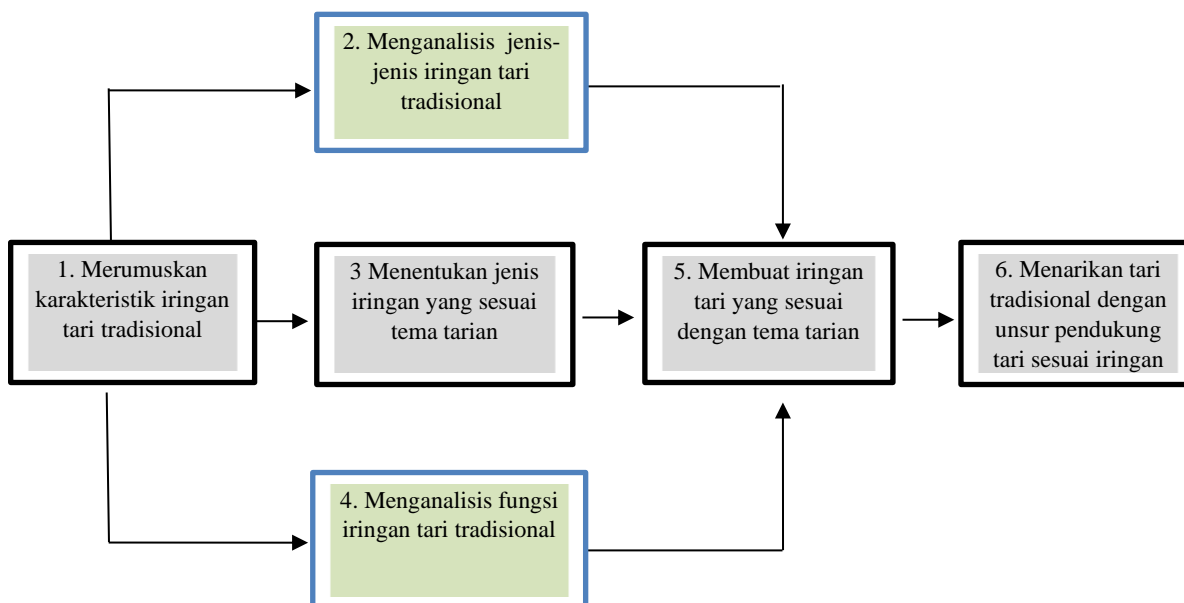 2. Menganalisis jenis-
jenis iringan tari
tradisional
1. Merumuskan
karakteristik iringan
tari tradisional
3 Menentukan jenis
iringan yang sesuai
tema tarian
5. Membuat iringan
tari yang sesuai
dengan tema tarian
6. Menarikan tari
tradisional dengan
unsur pendukung
tari sesuai iringan
4. Menganalisis fungsi
iringan tari tradisional